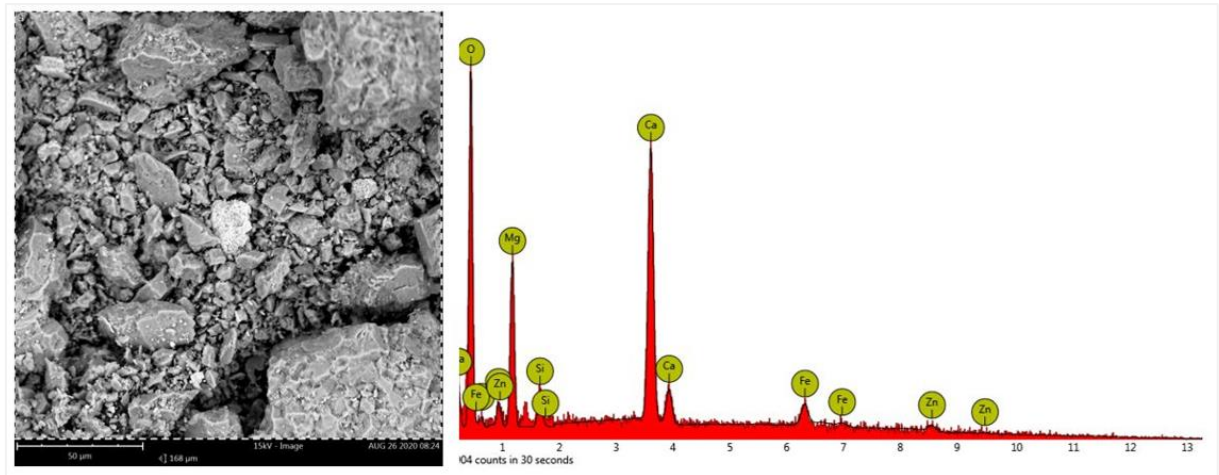 O
Ca
Mg
Ca
a
Fe
Zn
Si
Si
Fe
Fe
Zn
Zn
1 2 3 4 5 6 7 8 9 10 11 12 13
04 counts in 30 seconds
50 µm
168 µm
15kV - Image
AUG 26 2020 08:24